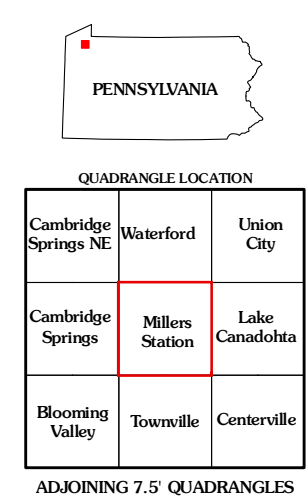 PENNSYLVANIA
QUADRANGLE LOCATION
Cambridge
Springs NE
Waterford
Union
City
Cambridge
Springs
Millers
Station
Lake
Canadohta
Blooming
Valley
Townville
Centerville
ADJOINING 7.5' QUADRANGLES